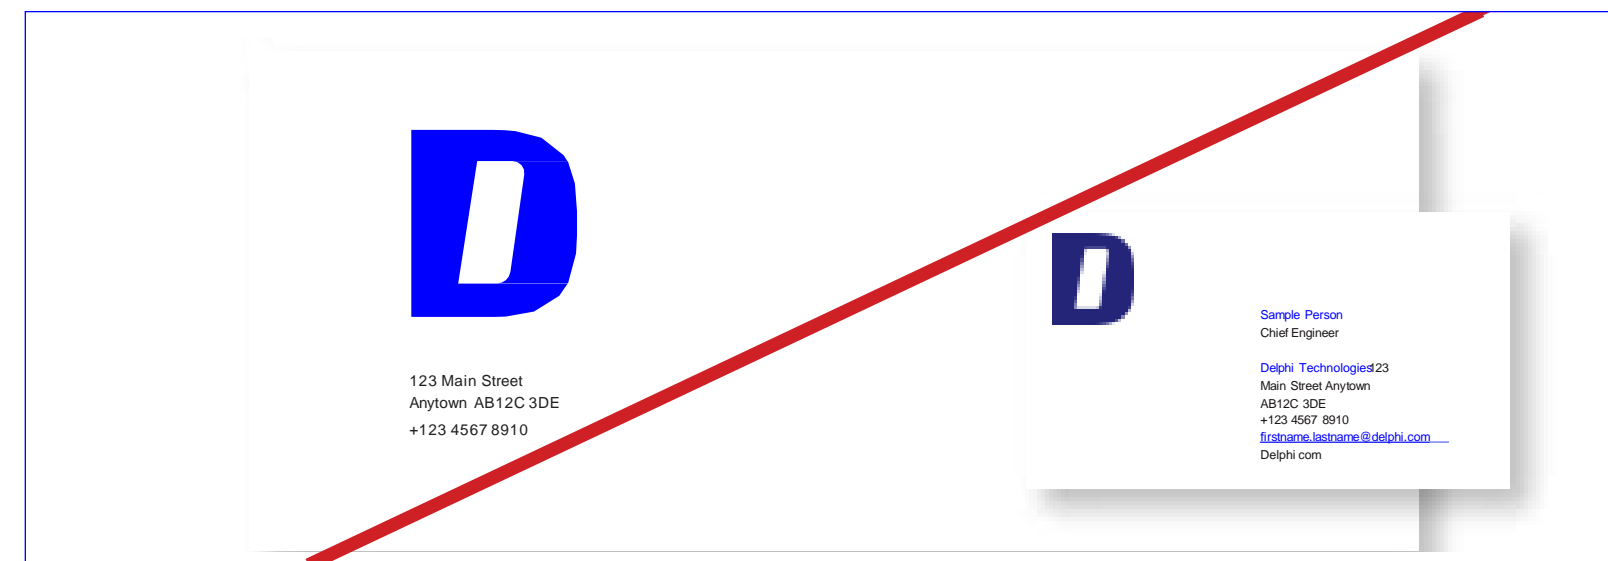 D
123 Main Street
Anytown AB12C 3DE
+123 4567 8910
D
Sample Person
Chief Engineer
Delphi Technologies123
Main Street Anytown
AB12C 3DE
+123 4567 8910
firstname.lastname@delphi.com
Delphi com